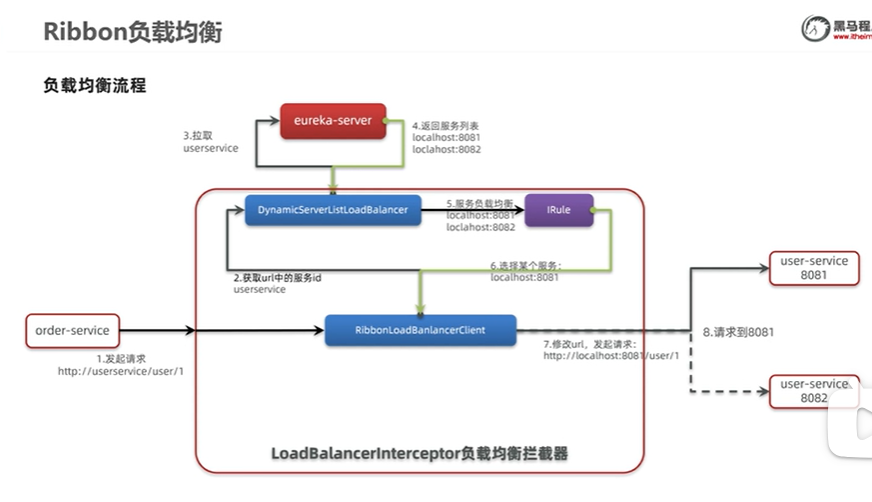 Ribbon负载均衡
黑马程
www.itheim
负载均衡流程
eureka-server
3.拉取
userservice
4.返回服务列表
localhost:8081
loclahost:8082
DynamicServerListLoadBalancer
5.服务负载均衡
localhost:8081
loclahost:8082
IRule
2.获取url中的服务id
userservice
6.选择某个服务：
localhost:8081
user-service
8081
order-service
RibbonLoadBanlancerClient
1.发起请求
http://userservice/user/1
7.修改url，发起请求：
http://localhost:8081/user/1
8.请求到8081
user-service
8082
LoadBalancerInterceptor负载均衡拦截器